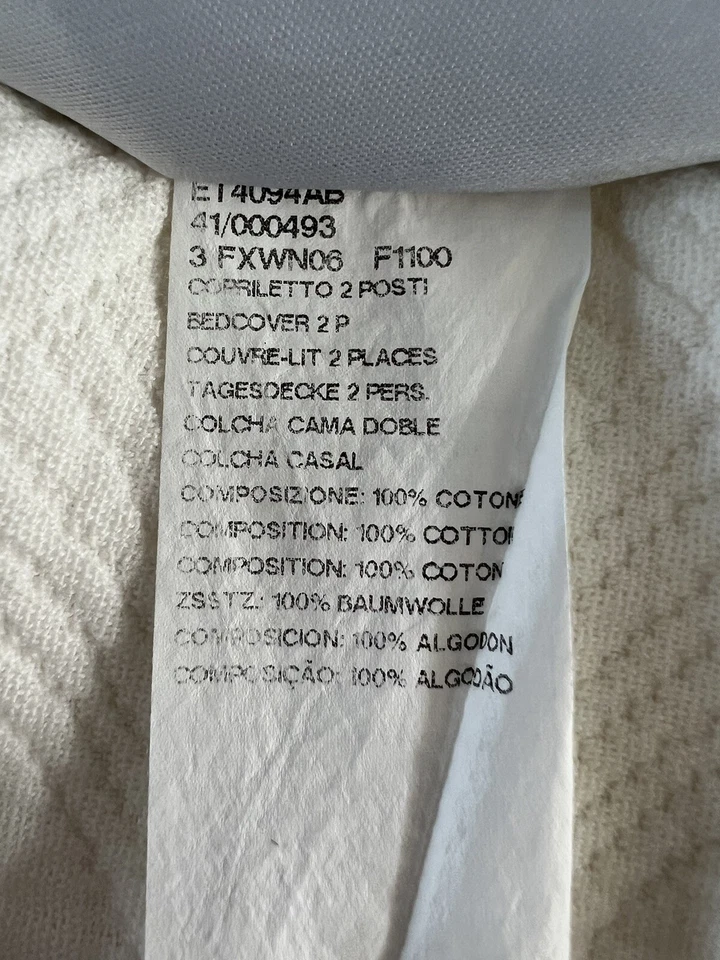 ET4094AB
41/000493
3 FXWN06 F1100
COPRILETTO 2 POSTI
BEDCOVER 2 P
COUVRE-LIT 2 PLACES
TAGESDECKE 2 PERS.
COLCHA CAMA DOBLE
COLCHA CASAL
COMPOSIZIONE: 100% COTONE
COMPOSITION: 100% COTTON
COMPOSITION: 100% COTON
ZSSTZ.: 100% BAUMWOLLE
COMPOSICION: 100% ALGODON
COMPOSIÇÃO: 100% ALGODÃO